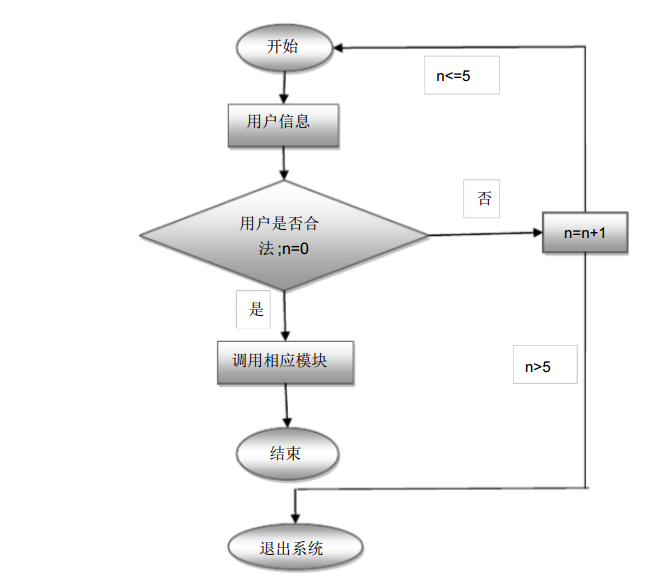 开始
n<=5
用户信息
否
用户是否合
法;n=0
n=n+1
是
调用相应模块
n>5
结束
退出系统